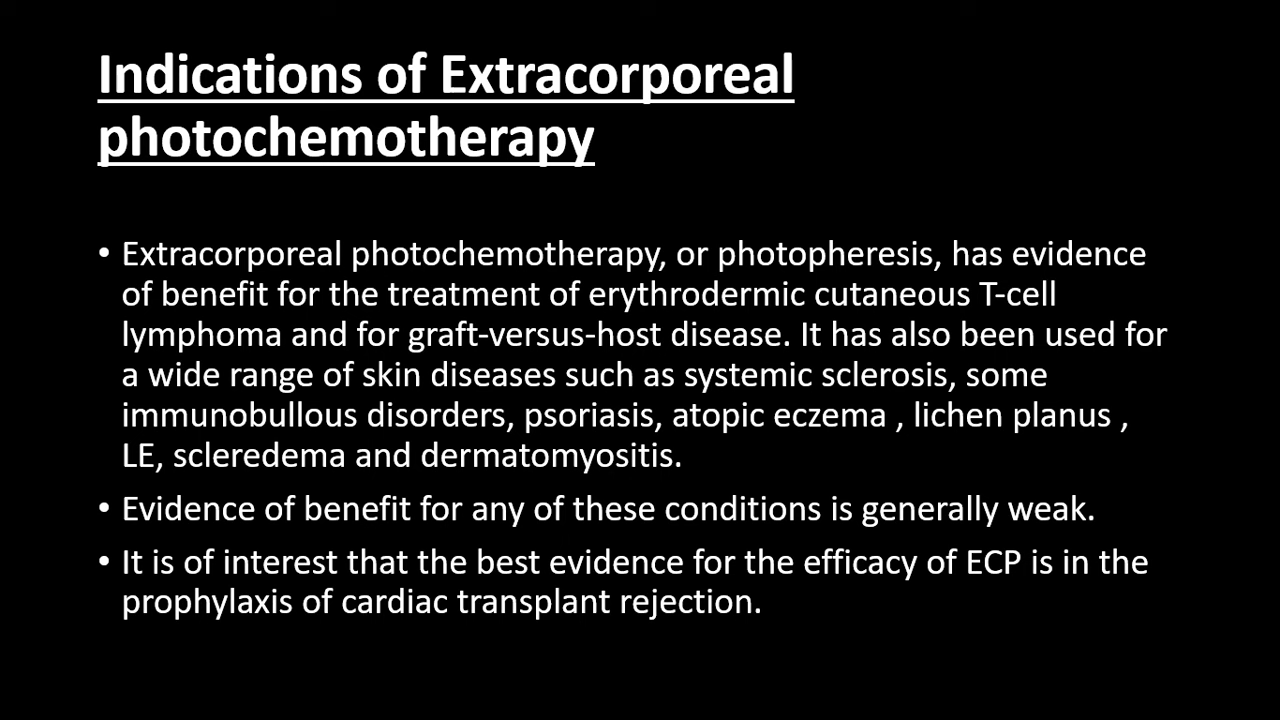 Indications of Extracorporeal
photochemotherapy
• Extracorporeal photochemotherapy, or photopheresis, has evidence
of benefit for the treatment of erythrodermic cutaneous T-cell
lymphoma and for graft-versus-host disease. It has also been used for
a wide range of skin diseases such as systemic sclerosis, some
immunobullous disorders, psoriasis, atopic eczema , lichen planus ,
LE, scleredema and dermatomyositis.
• Evidence of benefit for any of these conditions is generally weak.
• It is of interest that the best evidence for the efficacy of ECP is in the
prophylaxis of cardiac transplant rejection.